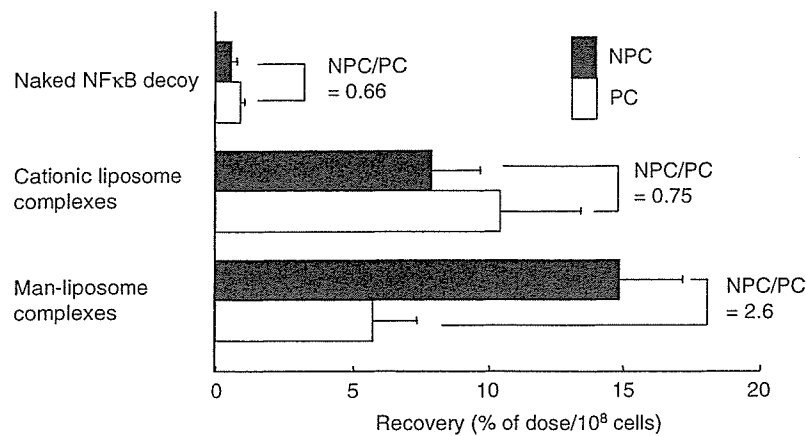 Naked NFκB decoy
NPC/PC
= 0.66
NPC
PC
Cationic liposome
complexes
NPC/PC
= 0.75
Man-liposome
complexes
NPC/PC
= 2.6
0 5 10 15 20
Recovery (% of dose/10⁸ cells)